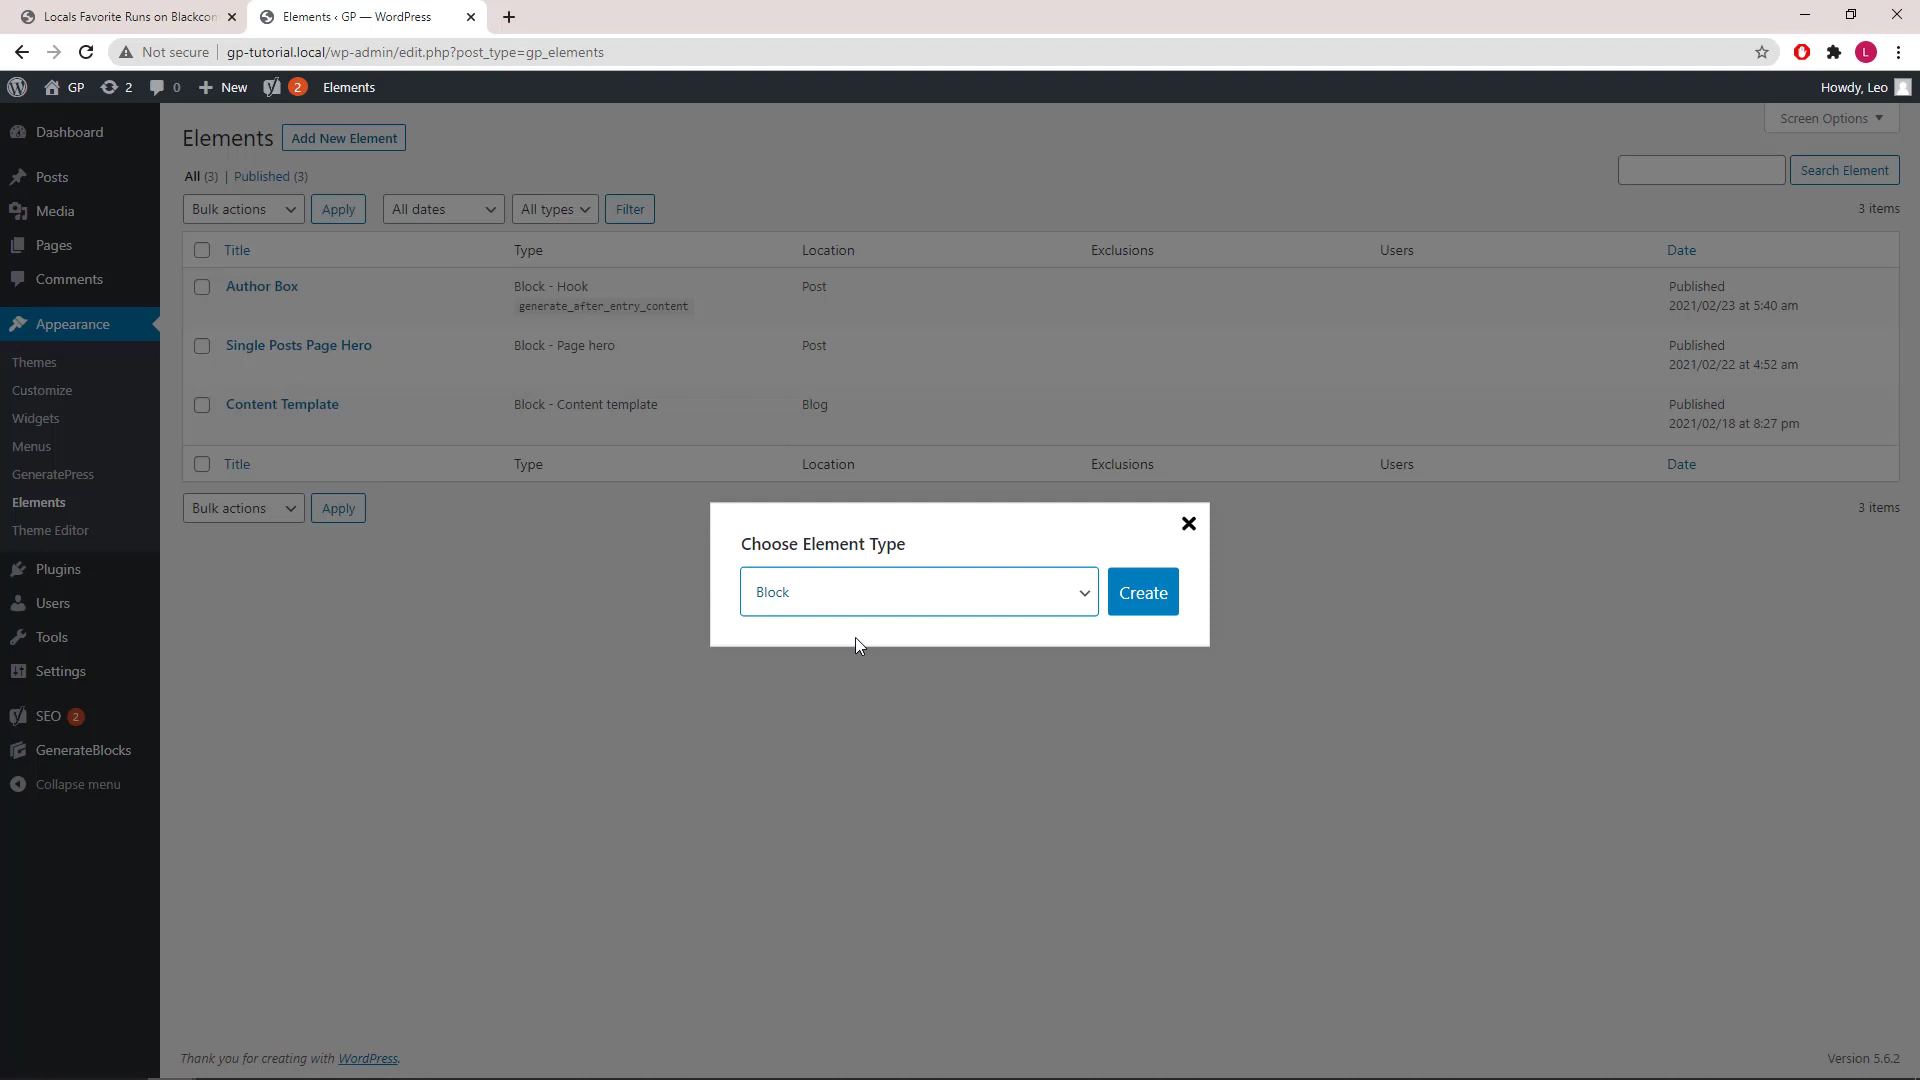 Locals Favorite Runs on Blackcom
Elements ‹ GP — WordPress
Not secure
gp-tutorial.local/wp-admin/edit.php?post_type=gp_elements
L
GP
2
0
New
2
Elements
Howdy, Leo
Dashboard
Posts
Media
Pages
Comments
Appearance
Themes
Customize
Widgets
Menus
GeneratePress
Elements
Theme Editor
Plugins
Users
Tools
Settings
SEO 2
GenerateBlocks
Collapse menu
Screen Options
Elements
Add New Element
All (3) | Published (3)
Search Element
Bulk actions
Apply
All dates
All types
Filter
3 items
Title Type Location Exclusions Users Date
Author Box Block - Hook Post Published
generate_after_entry_content 2021/02/23 at 5:40 am
Single Posts Page Hero Block - Page hero Post Published
2021/02/22 at 4:52 am
Content Template Block - Content template Blog Published
2021/02/18 at 8:27 pm
Title Type Location Exclusions Users Date
Bulk actions
Apply
3 items
Choose Element Type
Block
Create
Thank you for creating with WordPress.
Version 5.6.2